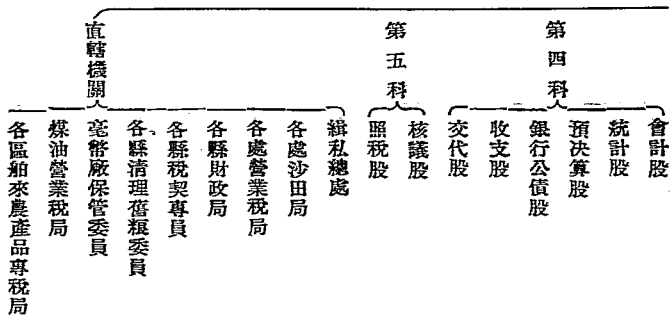 第四科
會計股
統計股
預決算股
銀行公債股
收支股
交代股
第五科
核議股
照稅股
直轄機關
緝私總處
各處沙田局
各處營業稅局
各縣財政局
各縣稅契專員
各縣清理舊粮委員
毫幣廠保管委員
煤油營業稅局
各區舶來農產品專稅局